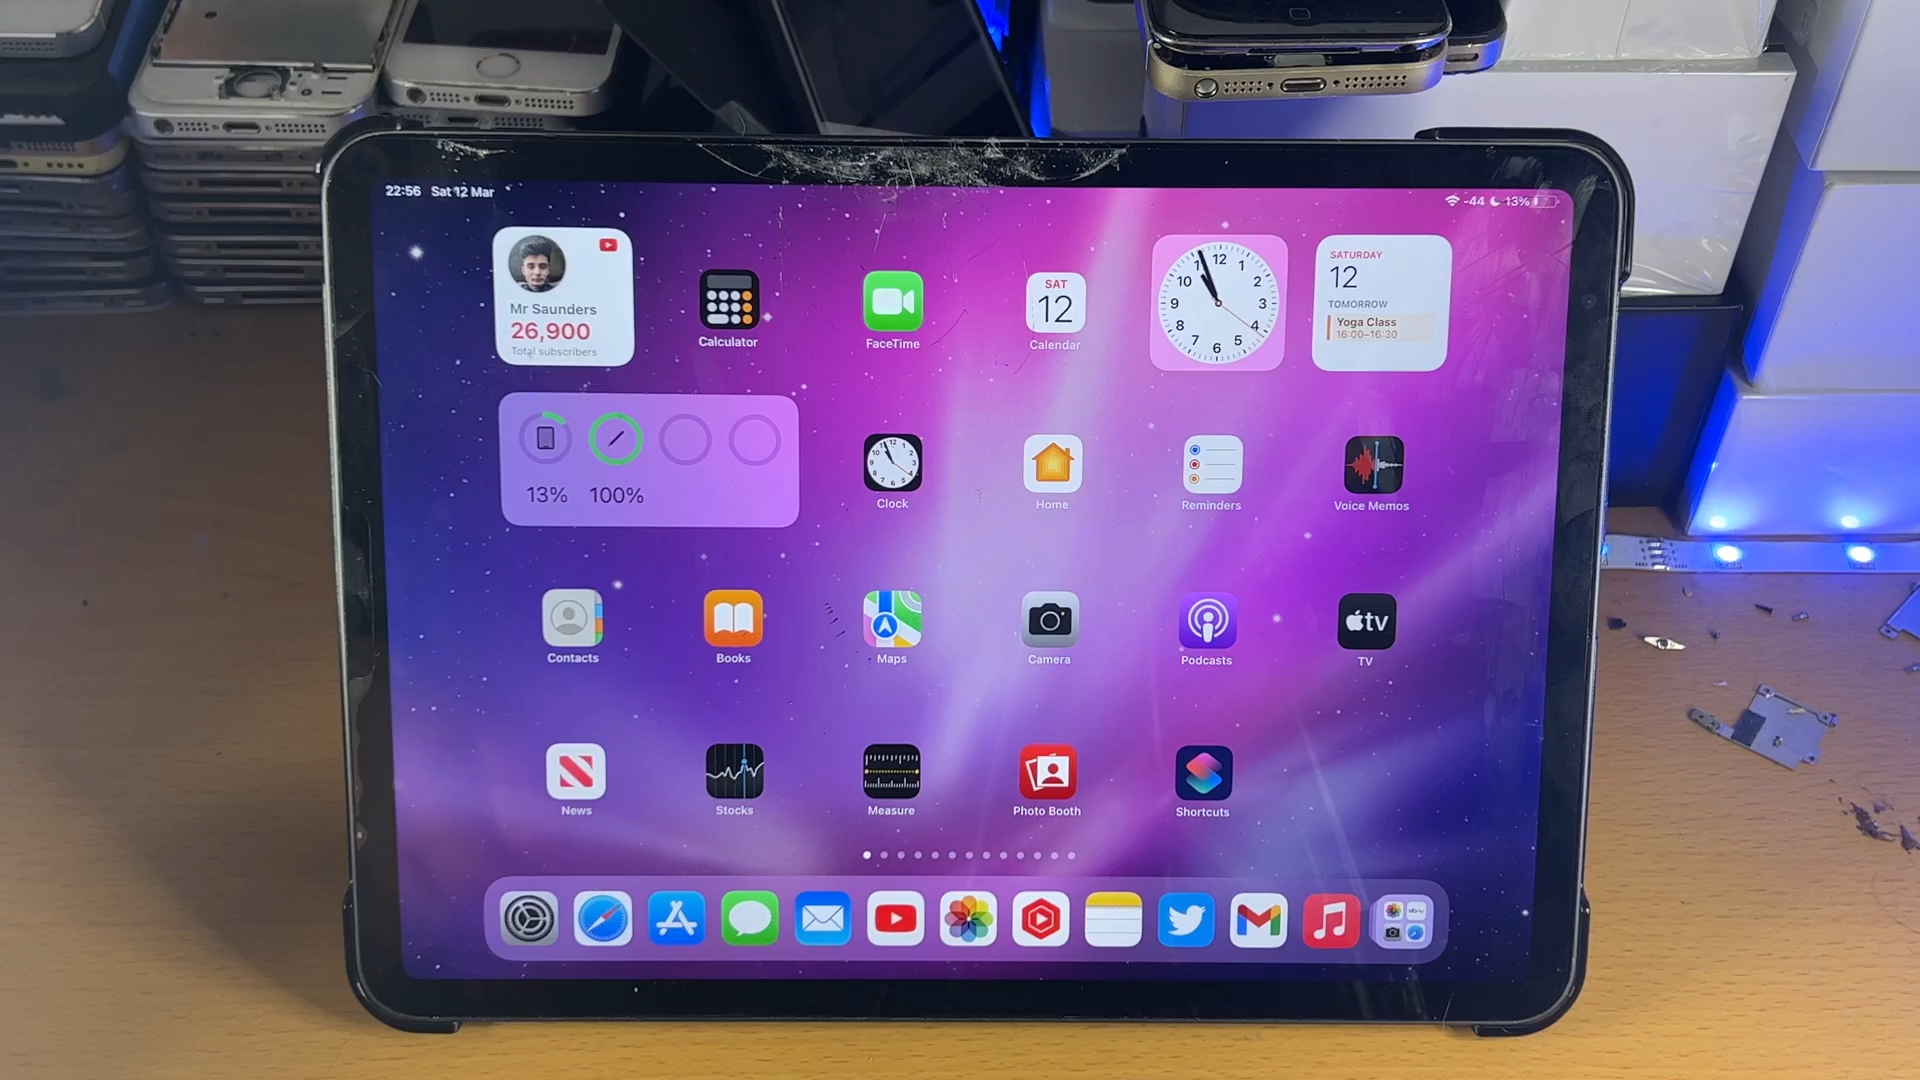 22:56 Sat 12 Mar
-44 13%
Mr Saunders
26,900
Total subscribers
Calculator
FaceTime
SAT
12
Calendar
12 1 2 3 4 5 6 7 8 9 10
SATURDAY
12
TOMORROW
Yoga Class
16:00–16:30
13% 100%
Clock
Home
Reminders
Voice Memos
Contacts
Books
Maps
Camera
Podcasts
tv
TV
News
Stocks
Measure
Photo Booth
Shortcuts